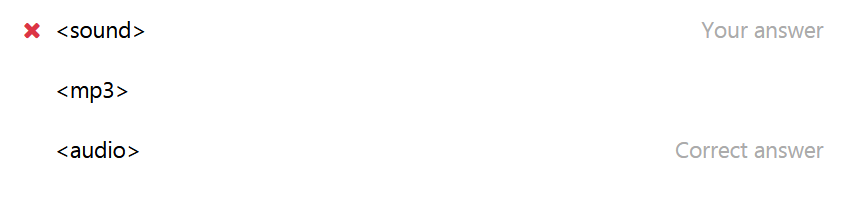 <sound> Your answer
<mp3>
<audio> Correct answer